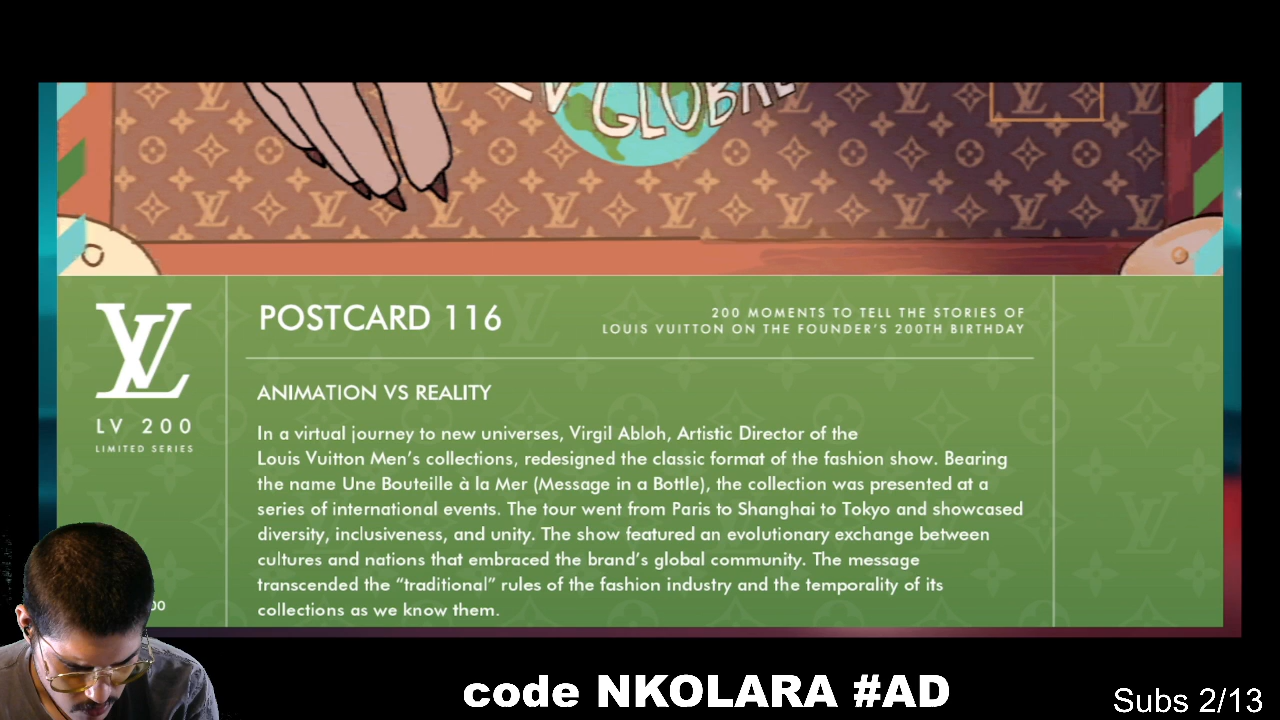 LV GLOBAL
LV
LV 200
LIMITED SERIES
POSTCARD 116
200 MOMENTS TO TELL THE STORIES OF
LOUIS VUITTON ON THE FOUNDER'S 200TH BIRTHDAY
ANIMATION VS REALITY
In a virtual journey to new universes, Virgil Abloh, Artistic Director of the
Louis Vuitton Men's collections, redesigned the classic format of the fashion show. Bearing
the name Une Bouteille à la Mer (Message in a Bottle), the collection was presented at a
series of international events. The tour went from Paris to Shanghai to Tokyo and showcased
diversity, inclusiveness, and unity. The show featured an evolutionary exchange between
cultures and nations that embraced the brand's global community. The message
transcended the “traditional” rules of the fashion industry and the temporality of its
collections as we know them.
code NKOLARA #AD
Subs 2/13